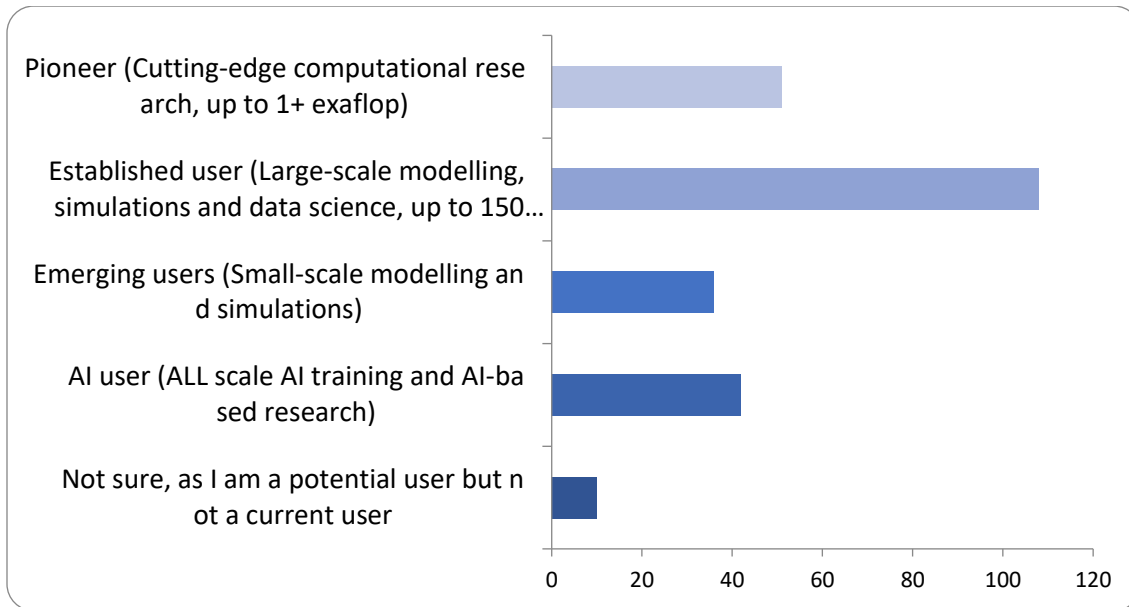 Pioneer (Cutting-edge computational rese
arch, up to 1+ exaflop)
Established user (Large-scale modelling,
simulations and data science, up to 150...
Emerging users (Small-scale modelling an
d simulations)
AI user (ALL scale AI training and AI-ba
sed research)
Not sure, as I am a potential user but n
ot a current user
0 20 40 60 80 100 120